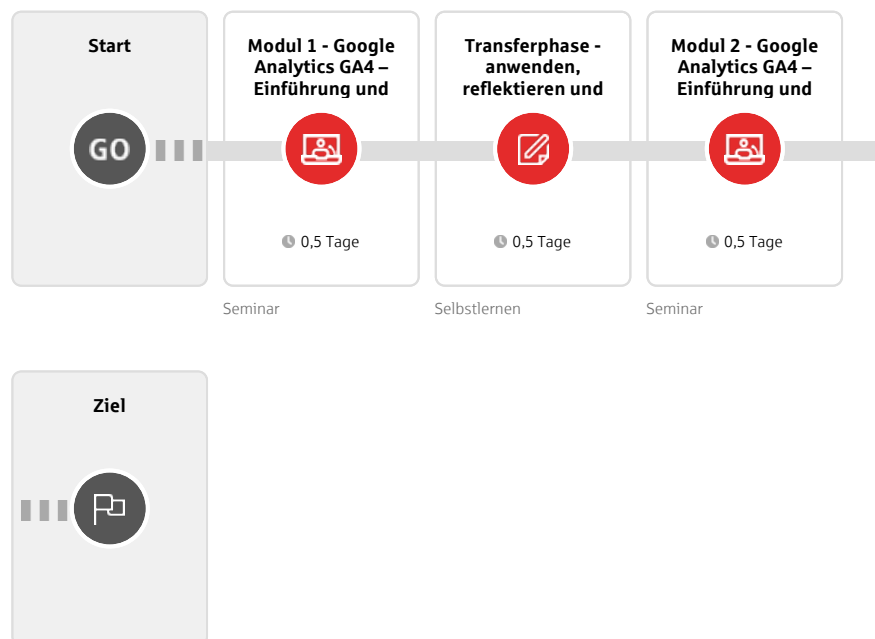 Start
Modul 1 - Google
Analytics GA4 –
Einführung und
Transferphase -
anwenden,
reflektieren und
Modul 2 - Google
Analytics GA4 –
Einführung und
GO
0,5 Tage
0,5 Tage
0,5 Tage
Seminar
Selbstlernen
Seminar
Ziel